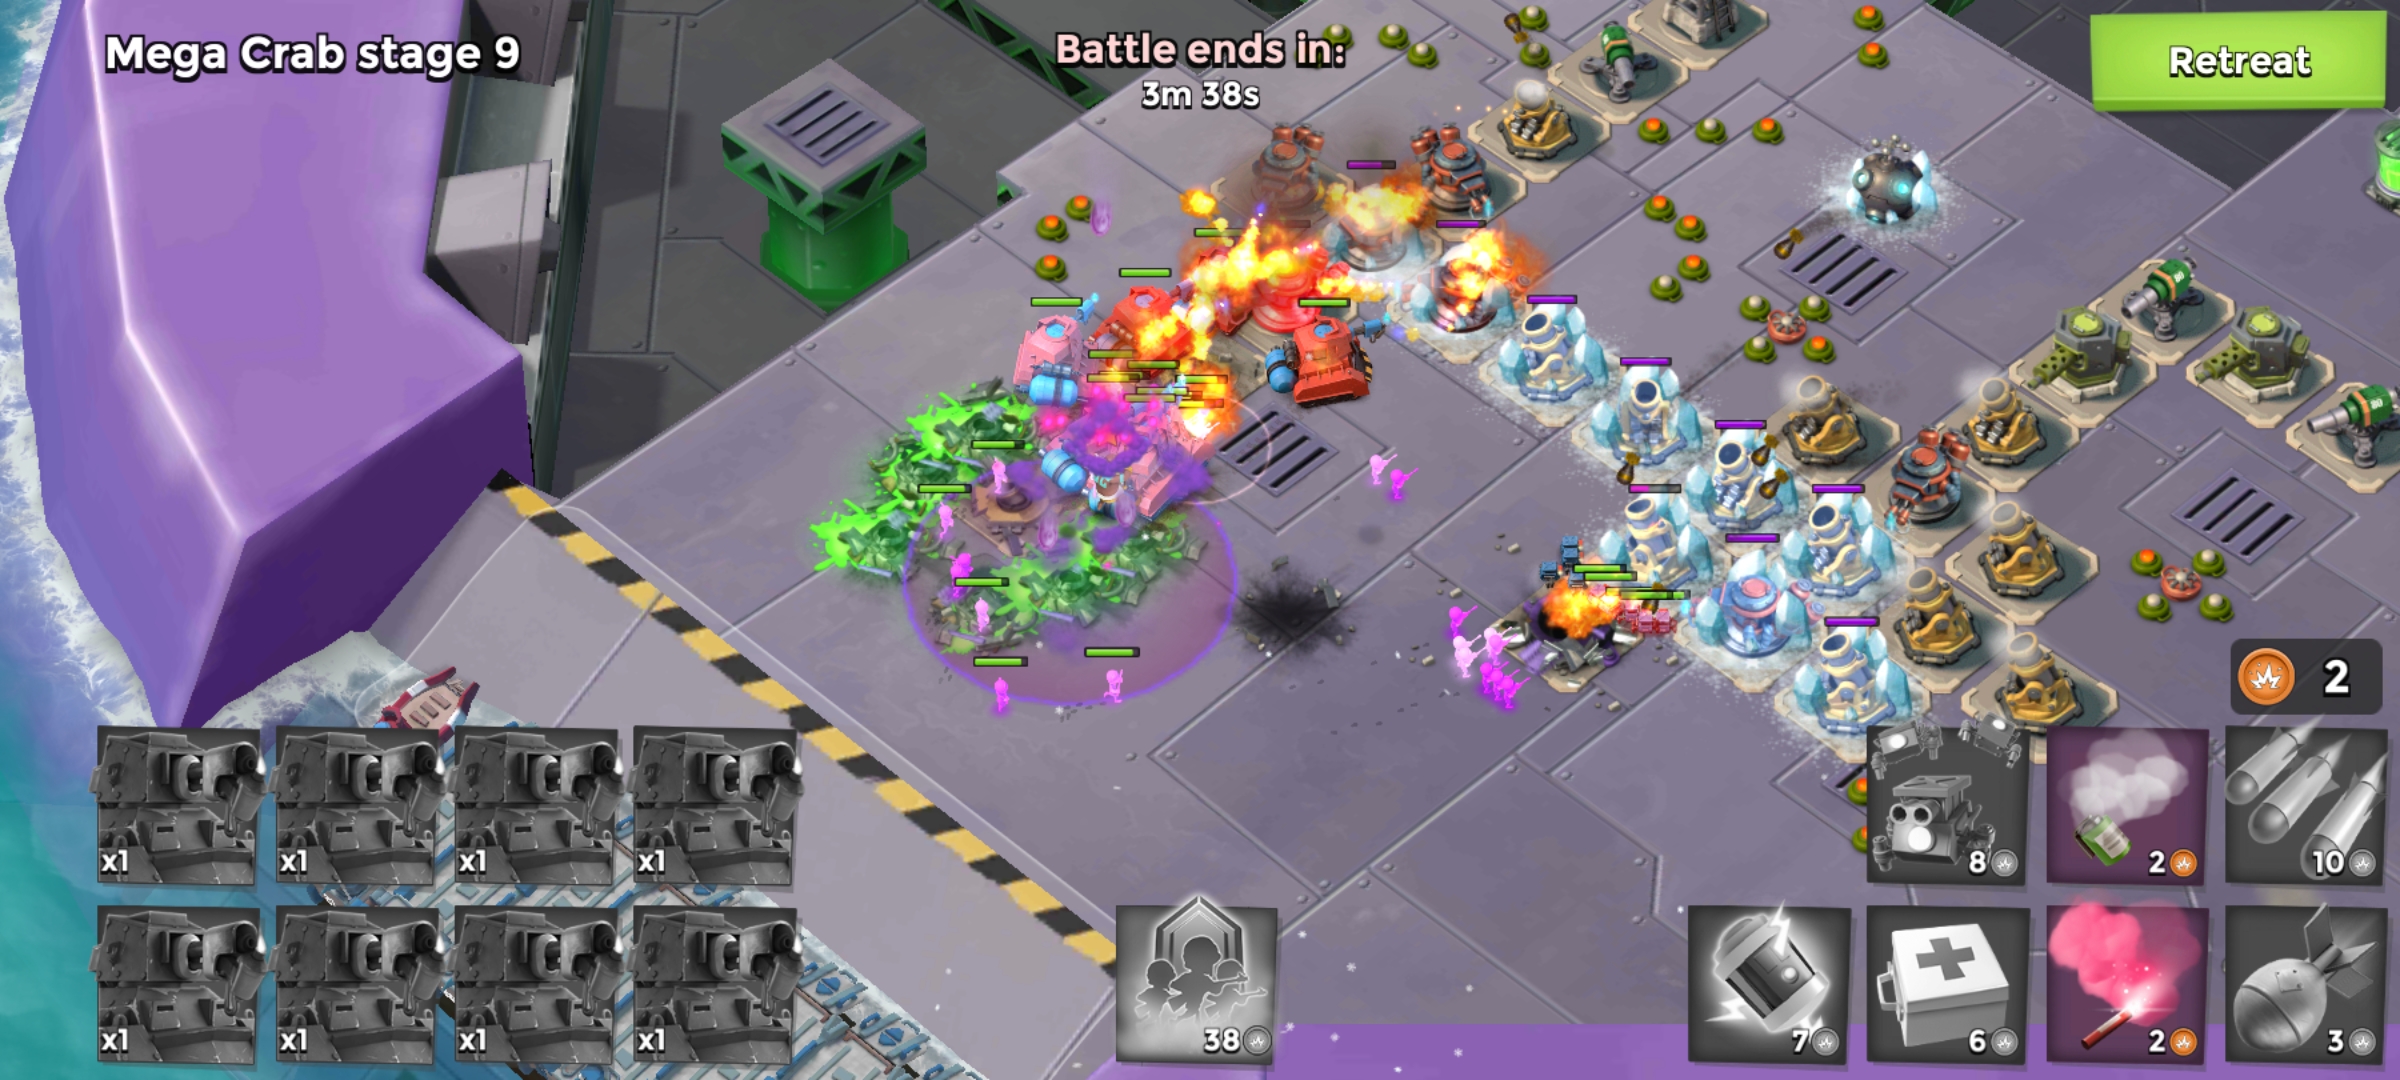 Mega Crab stage 9
Battle ends in:
3m 38s
Retreat
2
x1
x1
x1
x1
8
2
10
x1
x1
x1
x1
38
7
6
2
3